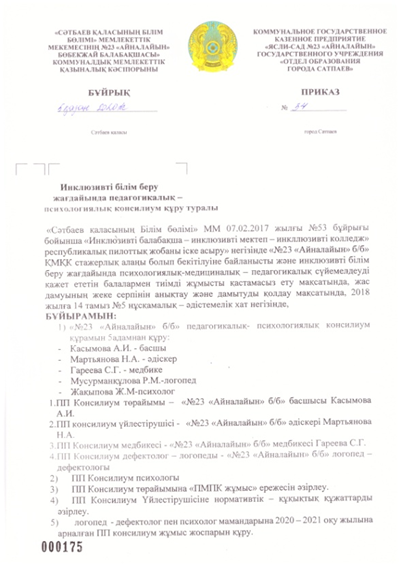 «СӘТБАЕВ ҚАЛАСЫНЫҢ БІЛІМ
БӨЛІМІ» МЕМЛЕКЕТТІК
МЕКЕМЕСІНІҢ №23 «АЙНАЛАЙЫН»
БӨБЕКЖАЙ БАЛАБАҚШАСЫ»
КОММУНАЛДЫҚ МЕМЛЕКЕТТІК
ҚАЗЫНАЛЫҚ КӘСПОРЫНЫ
КОММУНАЛЬНОЕ ГОСУДАРСТВЕННОЕ
КАЗЕННОЕ ПРЕДПРИЯТИЕ
«ЯСЛИ-САД №23 «АЙНАЛАЙЫН»
ГОСУДАРСТВЕННОГО УЧРЕЖДЕНИЯ
«ОТДЕЛ ОБРАЗОВАНИЯ
ГОРОДА САТПАЕВ»
БҰЙРЫҚ
ПРИКАЗ
№ 34
Сәтбаев қаласы
город Сатпаев
Инклюзивті білім беру
жағдайында педагогикалық –
психологиялық консилиум құру туралы
«Сәтбаев қаласының Білім бөлімі» ММ 07.02.2017 жылғы №53 бұйрығы
бойынша «Инклюзивті балабақша – инклюзивті мектеп – инкллюзивті колледж»
республикалық пилоттық жобаны іске асыру» негізінде «№23 «Айналайын» б/б»
ҚМКК стажерлық алаңы болып бекітілуіне байланысты және инклюзивті білім
беру жағдайында психологиялық-медициналық – педагогикалық сүйемелдеуді
қажет ететін балалармен тиімді жұмысты қастамасыз ету мақсатында, жас
дамуының жеке серпінін анықтау және дамытуды қолдау мақсатында, 2018
жылғы 14 тамыз №5 нұсқамалық – әдістемелік хат негізінде,
БҰЙЫРАМЫН:
1) «№23 «Айналайын» б/б» педагогикалық- психологиялық консилиум
құрамын 5адамнан құру:
- Касымова А.И. - басшы
- Мартьянова Н.А. - әдіскер
- Гареева С.Г. - медбике
- Мусурманқулова Р.М.-логопед
- Жақыпова Ж.М-психолог
1.ПП Консилиум төрайымы – «№23 «Айналайын» б/б» басшысы Касымова
А.И.
2.ПП консилиум үйлестірушісі - «№23 «Айналайын» б/б» әдіскері Мартьянова
Н.А.
3.ПП Консилиум медбикесі - «№23 «Айналайын» б/б» медбикесі Гареева С.Г.
4.ПП Консилиум дефектолог – логопеды - «№23 «Айналайын» б/б» логопед –
дефектологы
2) ПП Консилиум психологы
3) ПП Консилиум төрайымына «ПМПК жұмыс» ережесін әзірлеу.
4) ПП Консилиум Үйлестірушісіне нормативтік – құқықтық құжаттарды
әзірлеу.
5) логопед - дефектолог пен психолог мамандарына 2020 – 2021 оқу жылына
арналған ПП консилиум жұмыс жоспарын құру.
000175